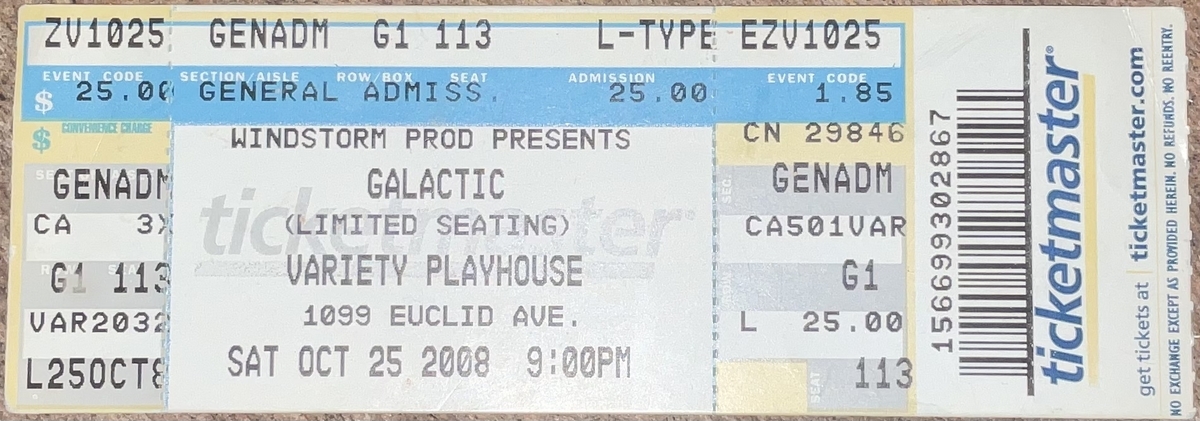 ZV1025 GENADM G1 113 L-TYPE EZV1025
EVENT CODE SECTION/AISLE ROW/BOX SEAT ADMISSION EVENT CODE
$ 25.00 GENERAL ADMISS. 25.00 1.85
$ CONVENIENCE CHARGE
WINDSTORM PROD PRESENTS
CN 29846
GENADM
GALACTIC
GENADM
CA 3X
(LIMITED SEATING)
CA501VAR
ticketmaster
G1 113
VARIETY PLAYHOUSE
G1
VAR2032
1099 EUCLID AVE.
L 25.00
L25OCT8
SAT OCT 25 2008 9:00PM
SEAT
113
SEC.
156699302867
ticketmaster®
get tickets at | ticketmaster.com
NO EXCHANGE EXCEPT AS PROVIDED HEREIN. NO REFUNDS. NO REENTRY.